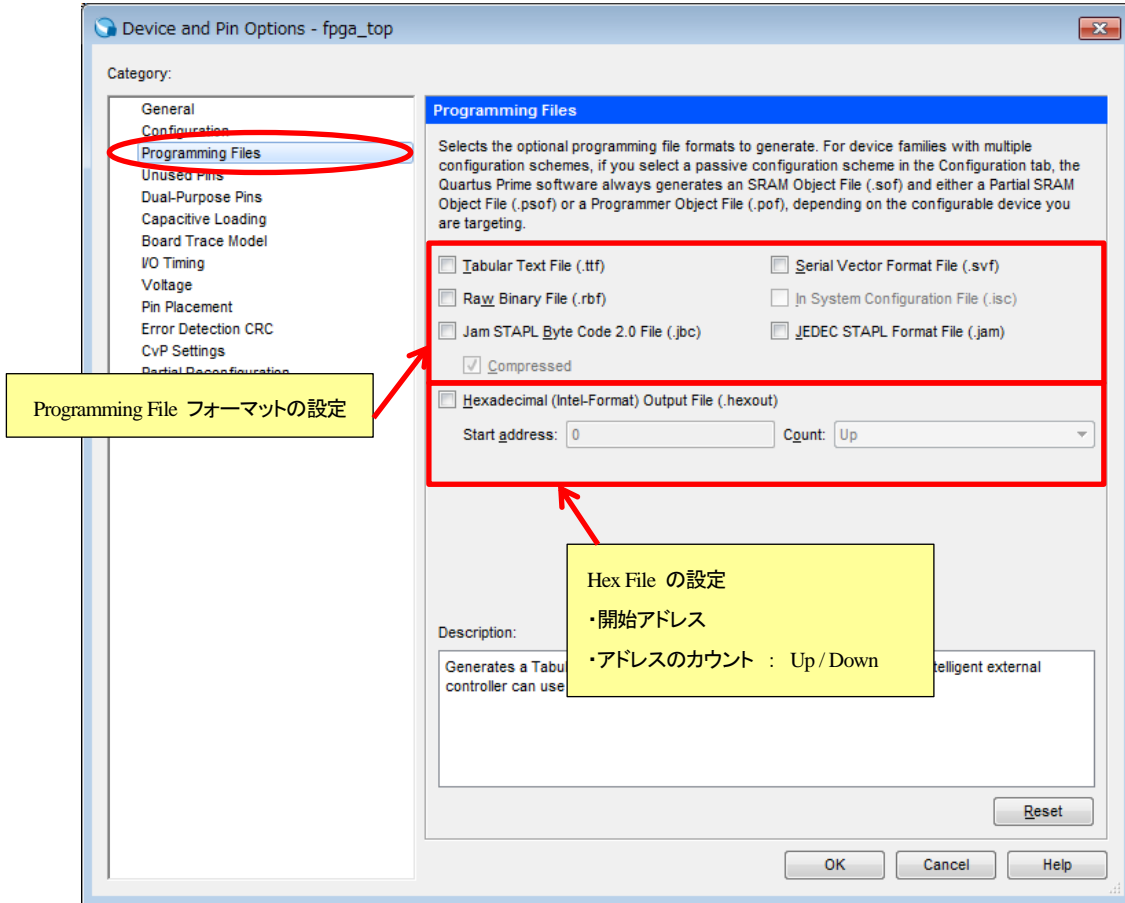 Device and Pin Options - fpga_top
Category:
General
Configuration
Programming Files
Unused Pins
Dual-Purpose Pins
Capacitive Loading
Board Trace Model
I/O Timing
Voltage
Pin Placement
Error Detection CRC
CvP Settings
Partial Reconfiguration
Programming Files
Selects the optional programming file formats to generate. For device families with multiple
configuration schemes, if you select a passive configuration scheme in the Configuration tab, the
Quartus Prime software always generates an SRAM Object File (.sof) and either a Partial SRAM
Object File (.psof) or a Programmer Object File (.pof), depending on the configurable device you
are targeting.
Tabular Text File (.ttf)
Serial Vector Format File (.svf)
Raw Binary File (.rbf)
In System Configuration File (.isc)
Jam STAPL Byte Code 2.0 File (.jbc)
JEDEC STAPL Format File (.jam)
Compressed
Hexadecimal (Intel-Format) Output File (.hexout)
Start address: 0 Count: Up
Programming File フォーマットの設定
Hex File の設定
・開始アドレス
・アドレスのカウント : Up / Down
Description:
Generates a Tabu telligent external
controller can use
Reset
OK Cancel Help